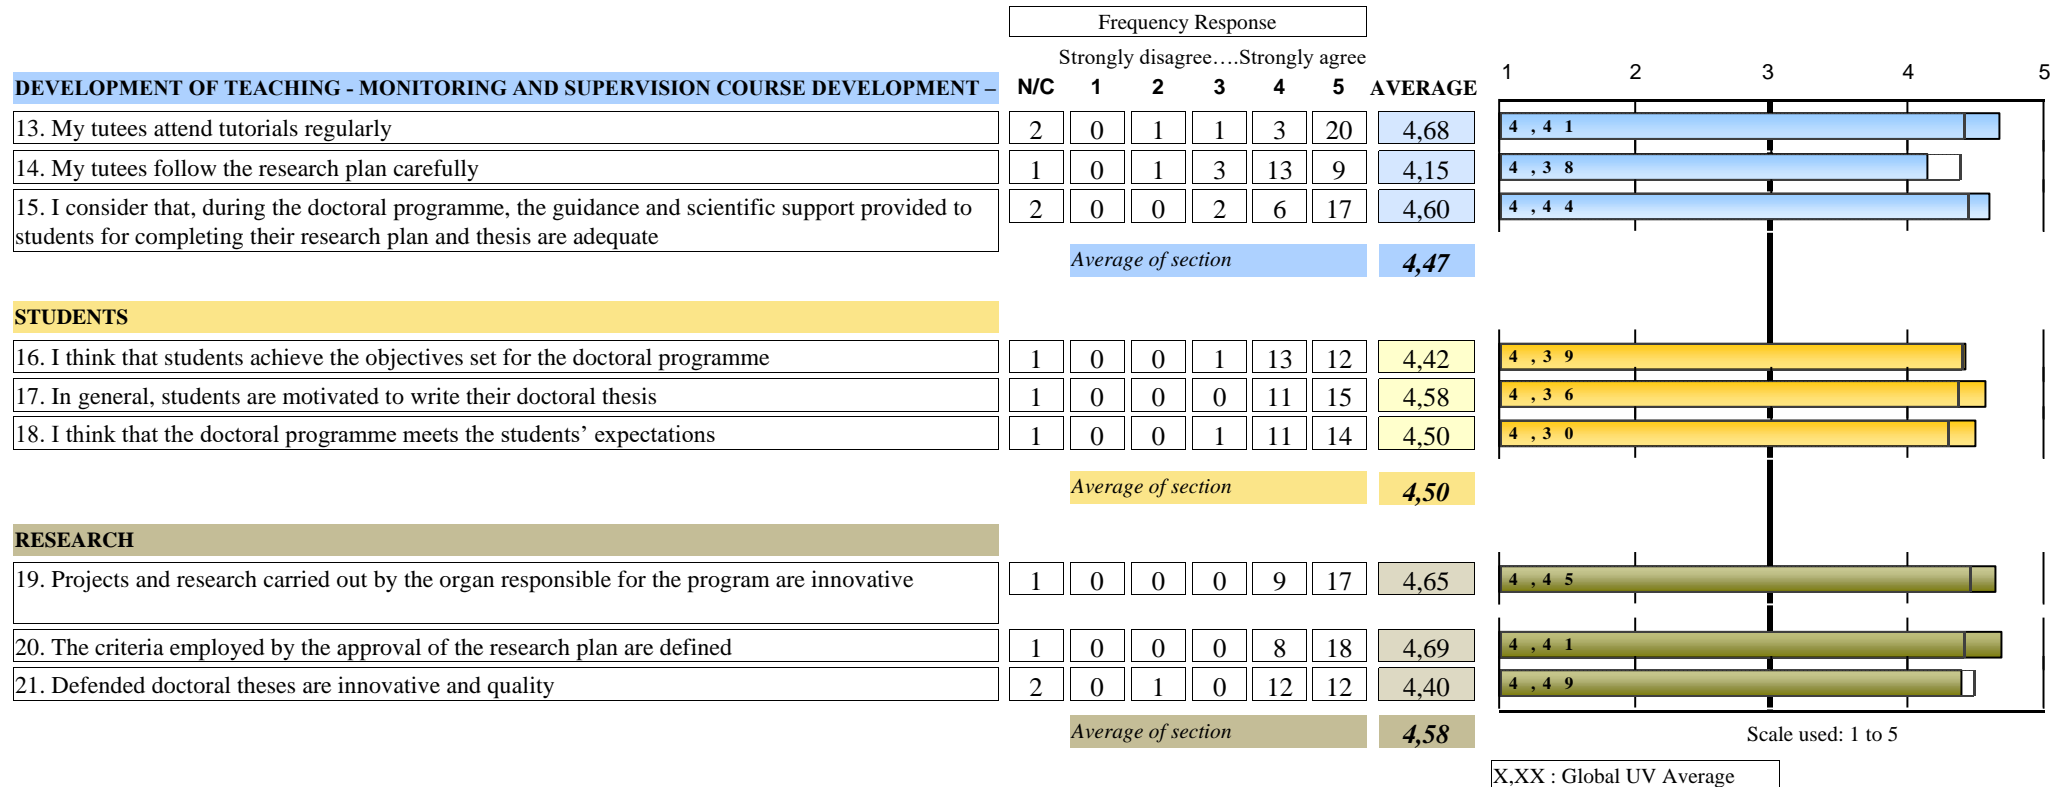 Frequency Response
Strongly disagree….Strongly agree
DEVELOPMENT OF TEACHING - MONITORING AND SUPERVISION COURSE DEVELOPMENT – N/C 1 2 3 4 5 AVERAGE 1 2 3 4 5
13. My tutees attend tutorials regularly 2 0 1 1 3 20 4,68 4,41
14. My tutees follow the research plan carefully 1 0 1 3 13 9 4,15 4,38
15. I consider that, during the doctoral programme, the guidance and scientific support provided to 2 0 0 2 6 17 4,60 4,44
students for completing their research plan and thesis are adequate
Average of section 4,47
STUDENTS
16. I think that students achieve the objectives set for the doctoral programme 1 0 0 1 13 12 4,42 4,39
17. In general, students are motivated to write their doctoral thesis 1 0 0 0 11 15 4,58 4,36
18. I think that the doctoral programme meets the students’ expectations 1 0 0 1 11 14 4,50 4,30
Average of section 4,50
RESEARCH
19. Projects and research carried out by the organ responsible for the program are innovative 1 0 0 0 9 17 4,65 4,45
20. The criteria employed by the approval of the research plan are defined 1 0 0 0 8 18 4,69 4,41
21. Defended doctoral theses are innovative and quality 2 0 1 0 12 12 4,40 4,49
Average of section 4,58
Scale used: 1 to 5
X,XX : Global UV Average